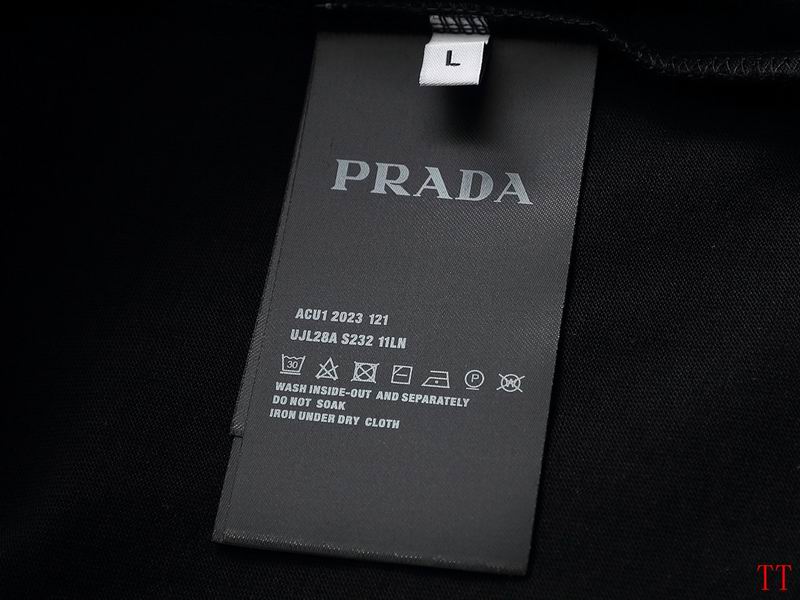 L
PRADA
ACU1 2023 121
UJL28A S232 11LN
30
P
W
WASH INSIDE-OUT AND SEPARATELY
DO NOT SOAK
IRON UNDER DRY CLOTH
TT